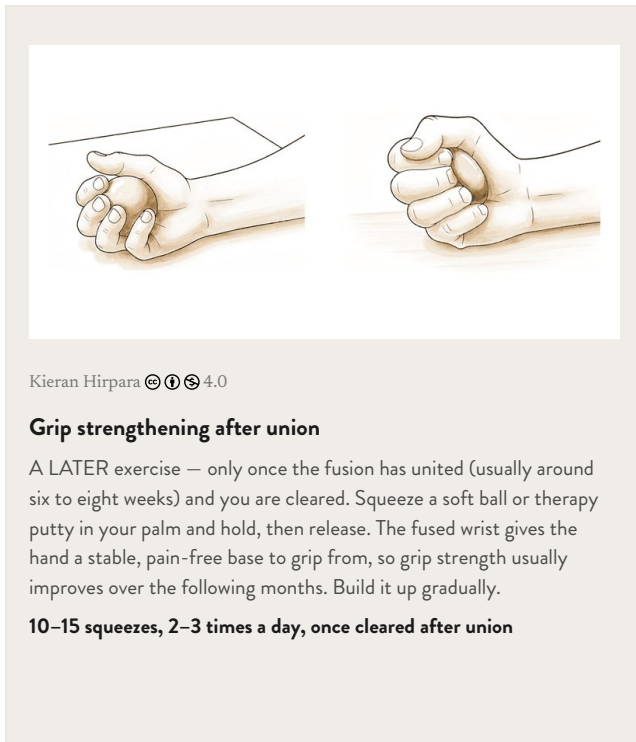 Kieran Hirpara 4.0
Grip strengthening after union
A LATER exercise — only once the fusion has united (usually around
six to eight weeks) and you are cleared. Squeeze a soft ball or therapy
putty in your palm and hold, then release. The fused wrist gives the
hand a stable, pain-free base to grip from, so grip strength usually
improves over the following months. Build it up gradually.
10–15 squeezes, 2–3 times a day, once cleared after union